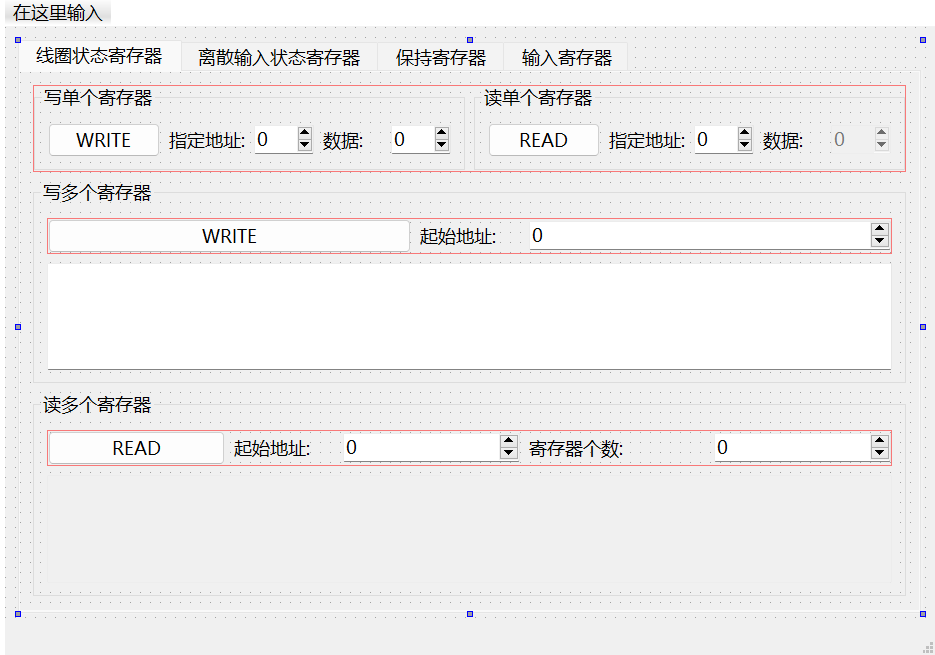 在这里输入
线圈状态寄存器 离散输入状态寄存器 保持寄存器 输入寄存器
写单个寄存器 读单个寄存器
WRITE 指定地址: 0 数据: 0 READ 指定地址: 0 数据: 0
写多个寄存器
WRITE 起始地址: 0
读多个寄存器
READ 起始地址: 0 寄存器个数: 0